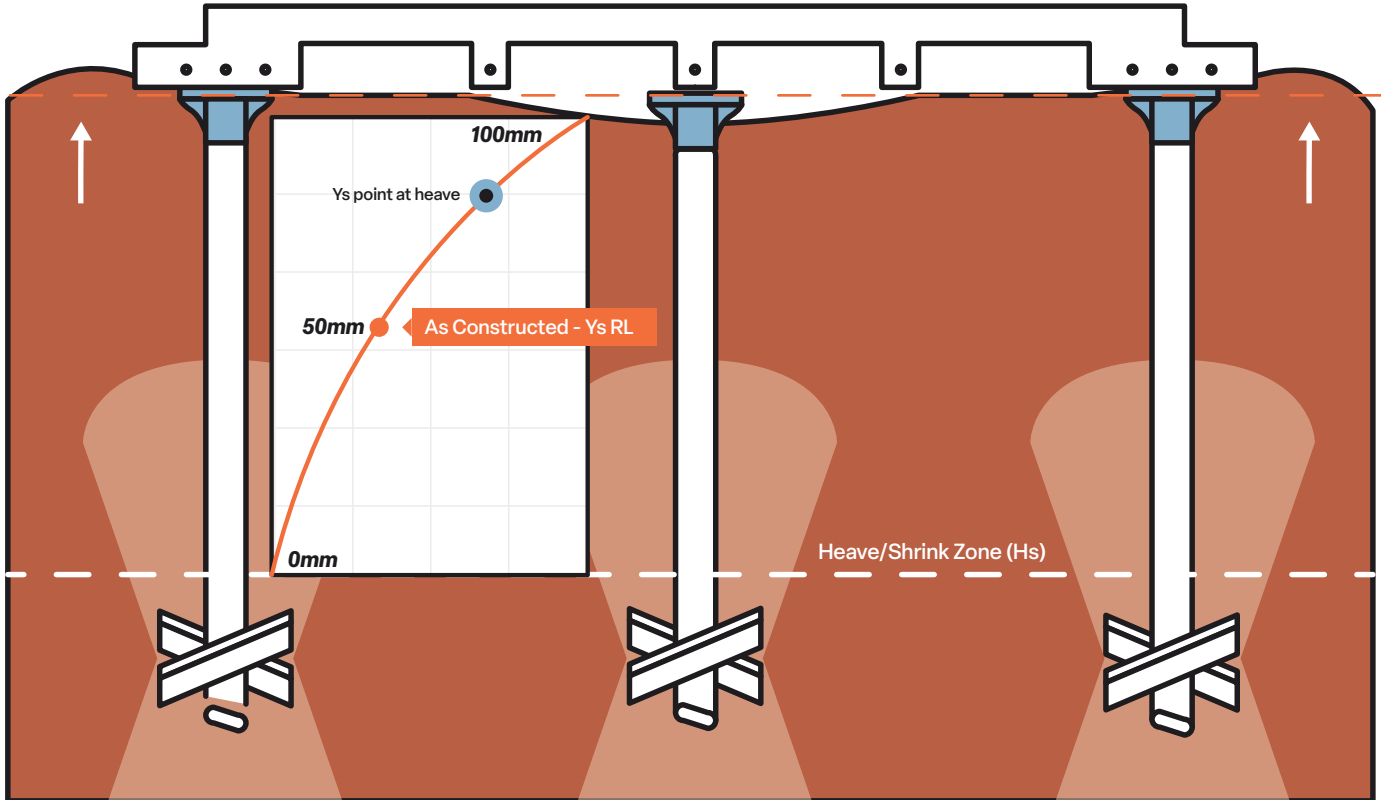 100mm
Ys point at heave
50mm
As Constructed - Ys RL
Heave/Shrink Zone (Hs)
0mm